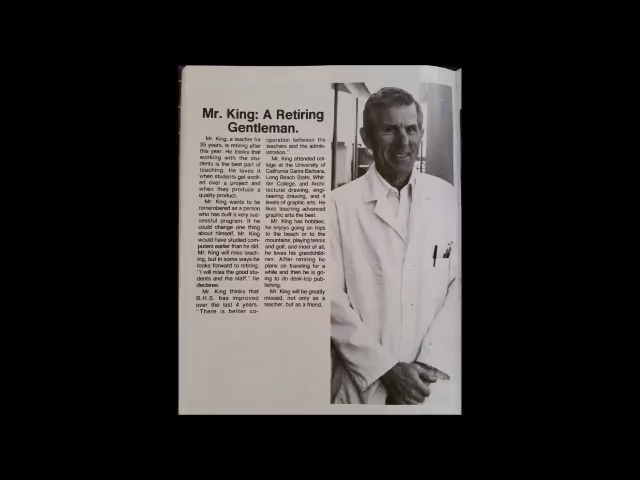 Mr. King: A Retiring
Gentleman.
Mr. King, a teacher for
35 years, is retiring after
this year. He thinks that
working with the stu-
dents is the best part of
teaching. He loves it
when students get excit-
ed over a project and
when they produce a
quality product.
Mr. King wants to be
remembered as a person
who has built a very suc-
cessful program. If he
could change one thing
about himself, Mr. King
would have studied com-
puters earlier than he did.
Mr. King will miss teach-
ing, but in some ways he
looks forward to retiring.
"I will miss the good stu-
dents and the staff." he
declares.
Mr. King thinks that
B.H.S. has improved
over the last 4 years.
"There is better co-
operation between the
teachers and the admin-
istration."
Mr. King attended col-
lege at the University of
California Santa Barbara,
Long Beach State, Whit-
tier College, and Archi-
tectural drawing, engi-
neering drawing, and 4
levels of graphic arts. He
likes teaching advanced
graphic arts the best.
Mr. King has hobbies,
he enjoys going on trips
to the beach or to the
mountains, playing tennis
and golf, and most of all,
he loves his grandchild-
ren. After retiring he
plans on traveling for a
while and then he is go-
ing to do desk-top pub-
lishing.
Mr. King will be greatly
missed, not only as a
teacher, but as a friend.